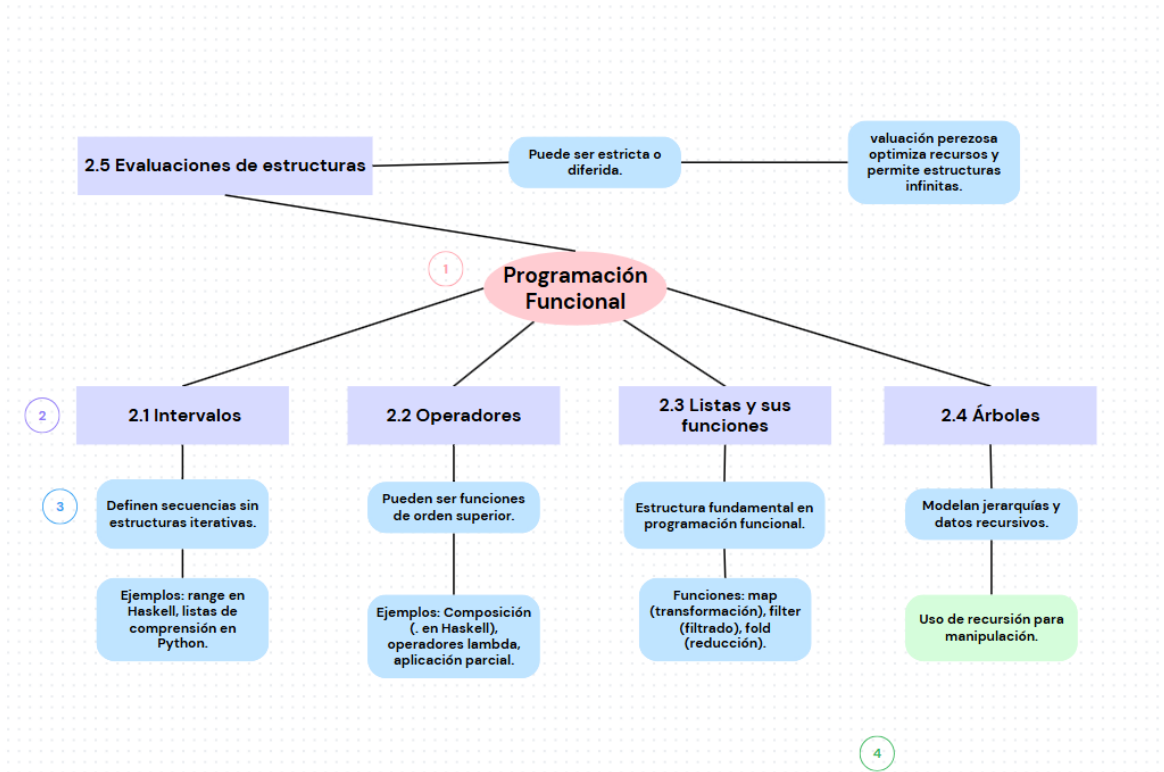 2.5 Evaluaciones de estructuras
Puede ser estricta o
diferida.
valuación perezosa
optimiza recursos y
permite estructuras
infinitas.
1
Programación
Funcional
2
2.1 Intervalos
2.2 Operadores
2.3 Listas y sus
funciones
2.4 Árboles
3
Definen secuencias sin
estructuras iterativas.
Pueden ser funciones
de orden superior.
Estructura fundamental en
programación funcional.
Modelan jerarquías y
datos recursivos.
Ejemplos: range en
Haskell, listas de
comprensión en
Python.
Ejemplos: Composición
(. en Haskell),
operadores lambda,
aplicación parcial.
Funciones: map
(transformación), filter
(filtrado), fold
(reducción).
Uso de recursión para
manipulación.
4